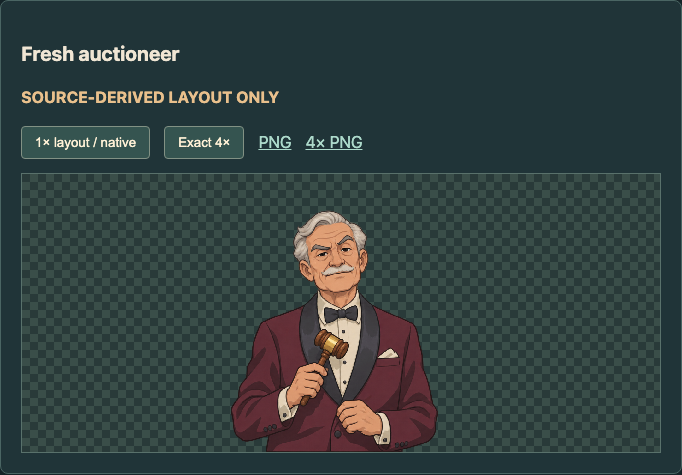 Fresh auctioneer
SOURCE-DERIVED LAYOUT ONLY
1× layout / native Exact 4× PNG 4× PNG